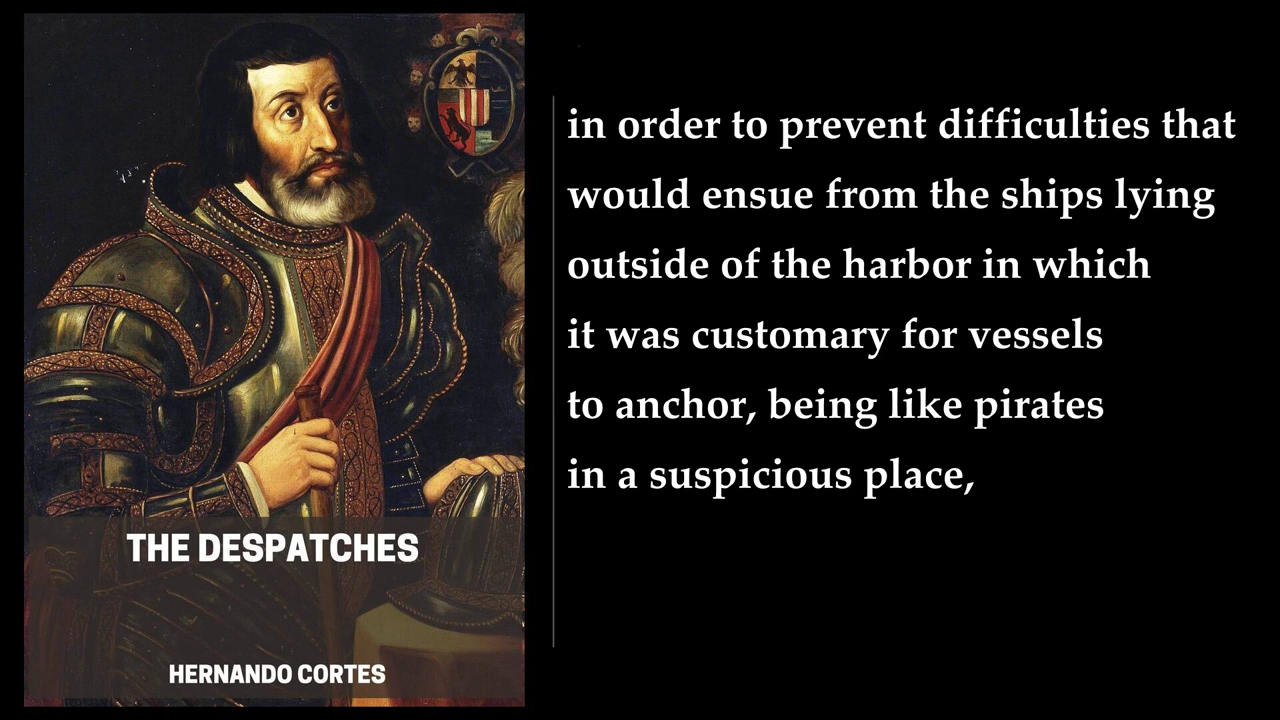 THE DESPATCHES
HERNANDO CORTES
in order to prevent difficulties that
would ensue from the ships lying
outside of the harbor in which
it was customary for vessels
to anchor, being like pirates
in a suspicious place,